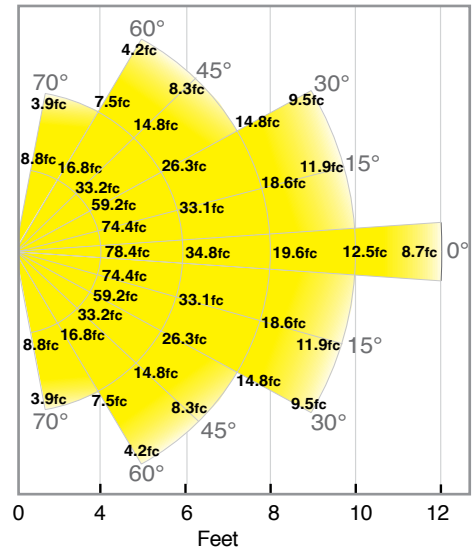 60°
4.2fc
45°
70°
8.3fc
30°
3.9fc
7.5fc
9.5fc
14.8fc
14.8fc
8.8fc
16.8fc
26.3fc
11.9fc
15°
33.2fc
18.6fc
59.2fc
33.1fc
74.4fc
78.4fc
34.8fc
19.6fc
12.5fc
8.7fc
0°
74.4fc
59.2fc
33.1fc
33.2fc
18.6fc
16.8fc
26.3fc
8.8fc
11.9fc
15°
14.8fc
14.8fc
3.9fc
7.5fc
8.3fc
9.5fc
70°
45°
30°
4.2fc
60°
0 4 6 8 10 12
Feet